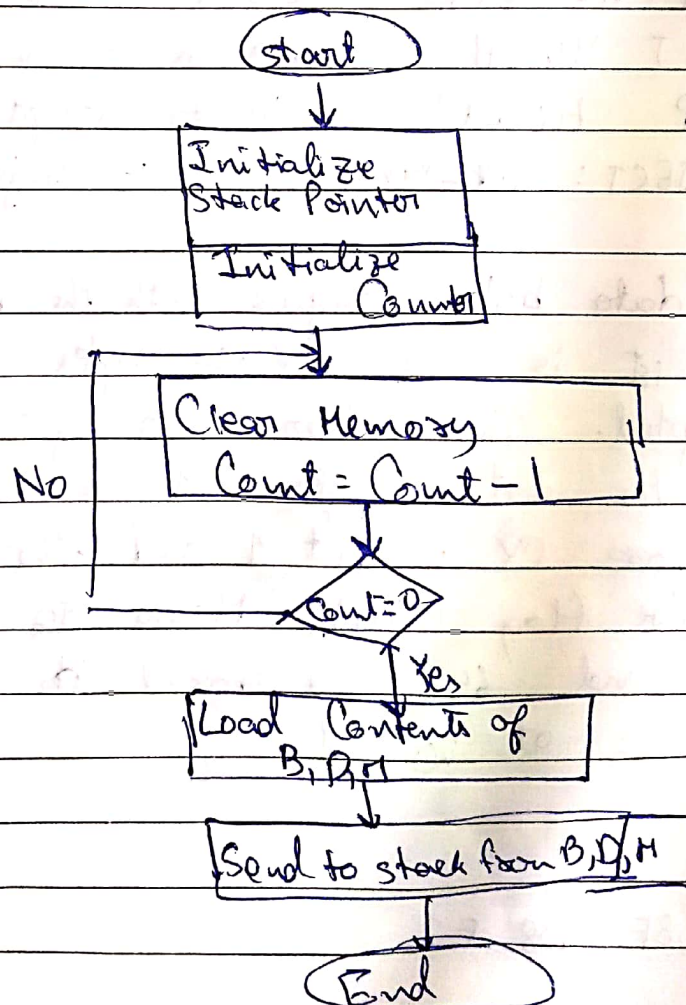 start
Initialize
Stack Pointer
Initialize
Counter
Clear Memory
Count = Count - 1
No
Count=0
Yes
Load Contents of
B, D, H
Send to stack from B, D, H
End